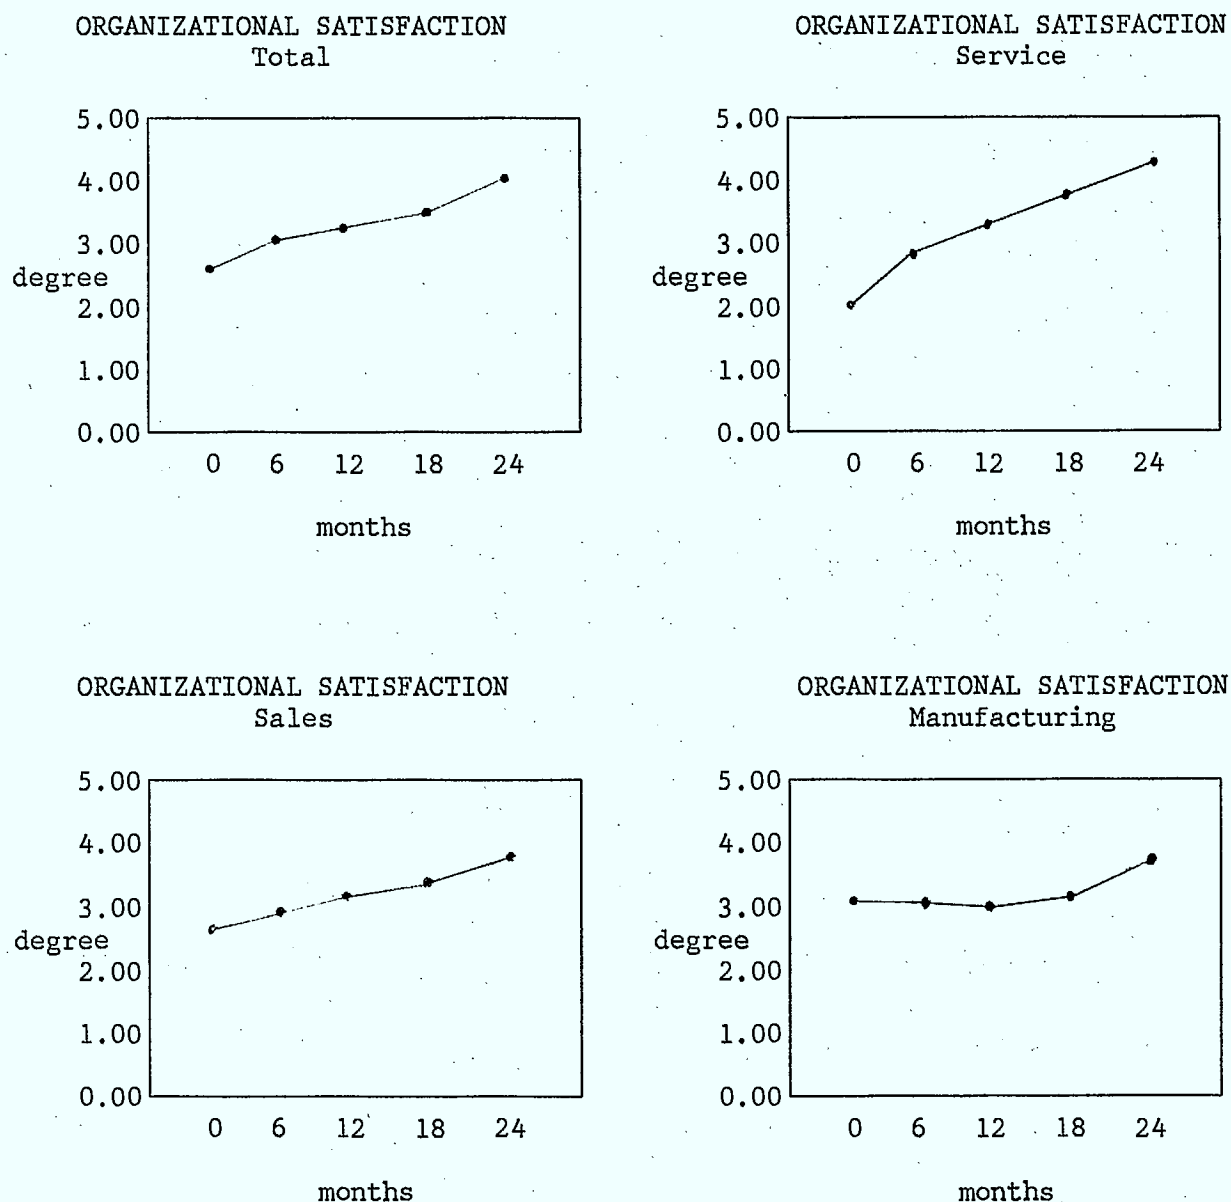 ORGANIZATIONAL SATISFACTION
Total
5.00
4.00
3.00
degree
2.00
1.00
0.00
0 6 12 18 24
months
ORGANIZATIONAL SATISFACTION
Service
5.00
4.00
3.00
degree
2.00
1.00
0.00
0 6 12 18 24
months
ORGANIZATIONAL SATISFACTION
Sales
5.00
4.00
3.00
degree
2.00
1.00
0.00
0 6 12 18 24
months
ORGANIZATIONAL SATISFACTION
Manufacturing
5.00
4.00
3.00
degree
2.00
1.00
0.00
0 6 12 18 24
months